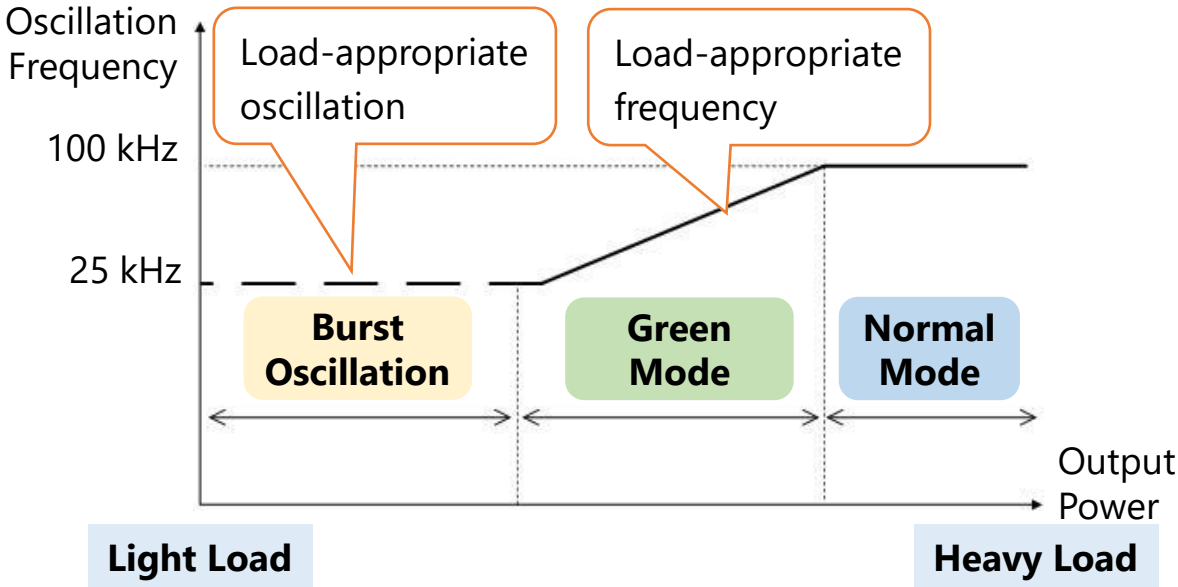 Oscillation
Frequency
Load-appropriate
oscillation
Load-appropriate
frequency
100 kHz
25 kHz
Burst
Oscillation
Green
Mode
Normal
Mode
Output
Power
Light Load
Heavy Load